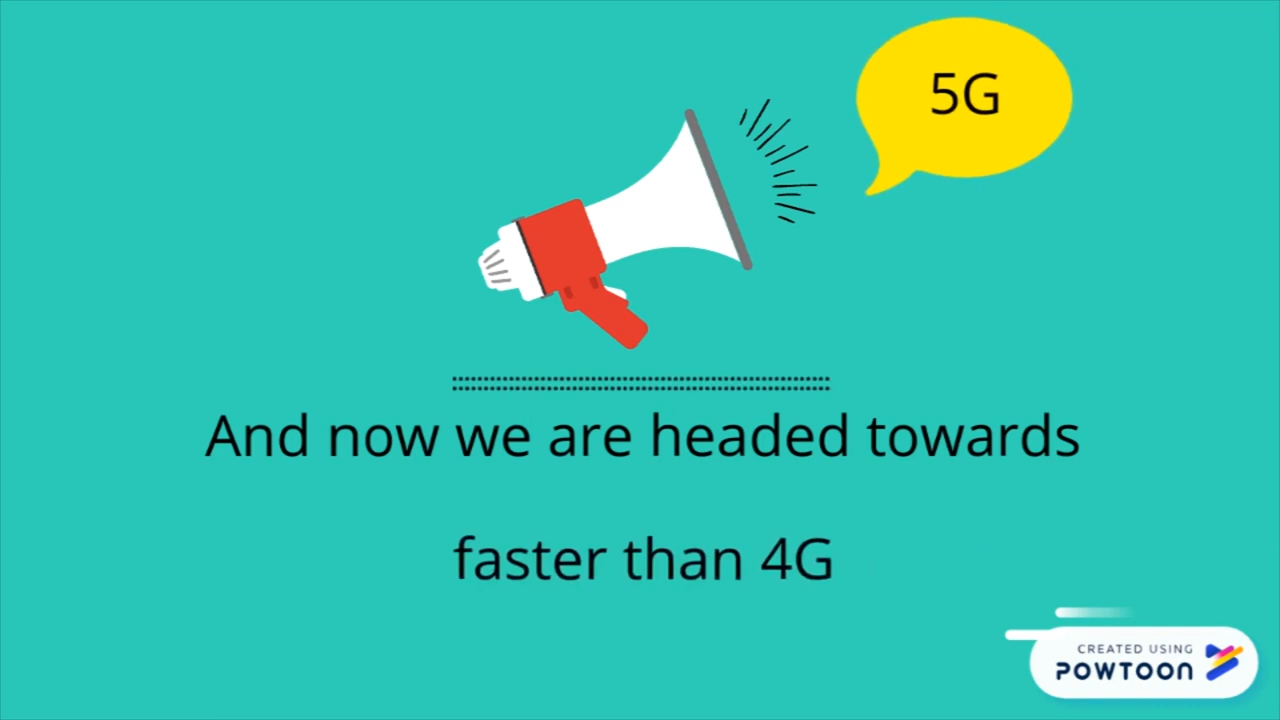 5G
And now we are headed towards
faster than 4G
CREATED USING
POWTOON